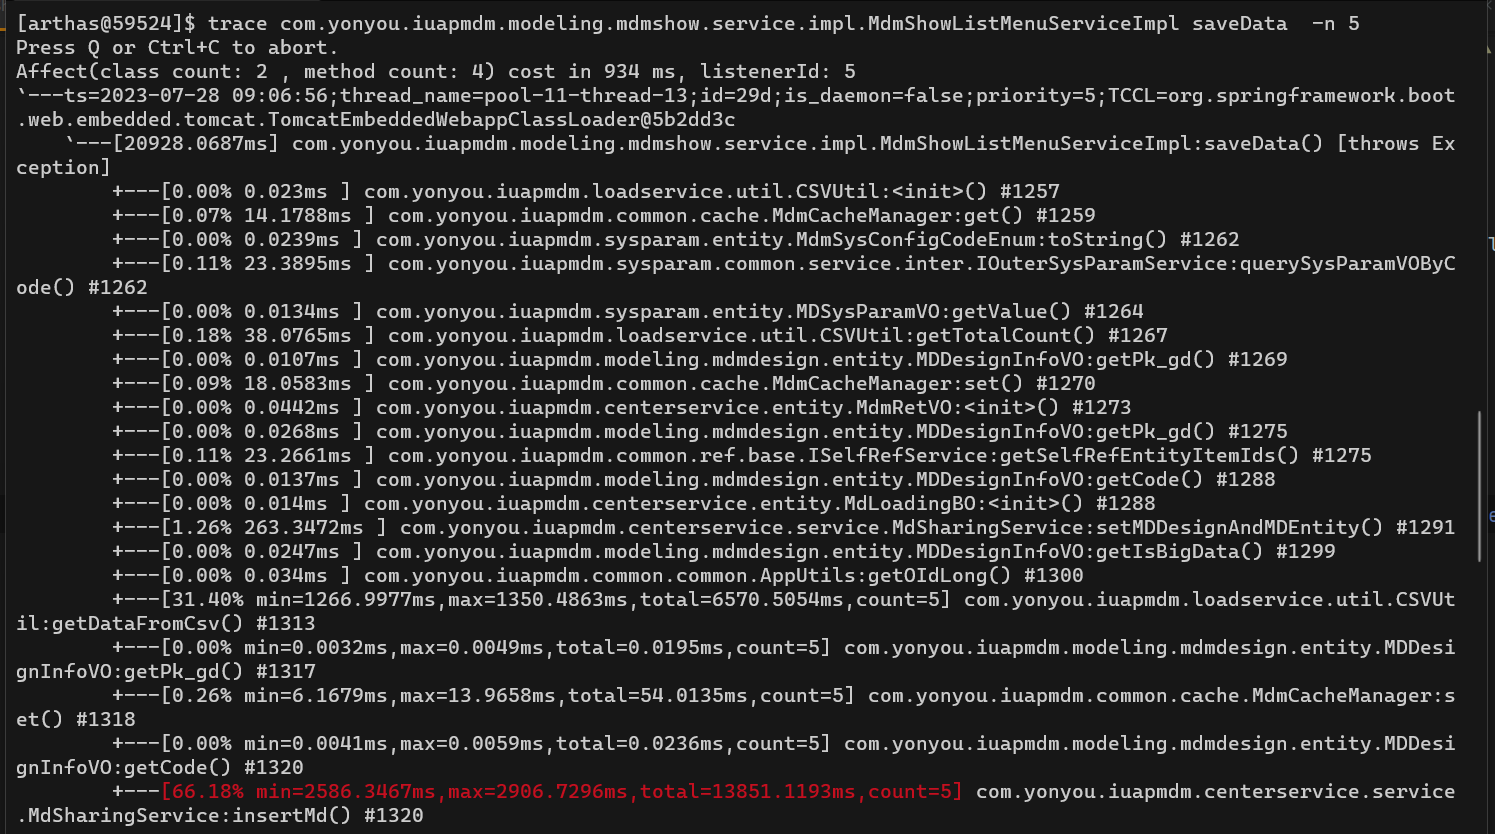 [arthas@59524]$ trace com.yonyou.iuapmdm.modeling.mdmshow.service.impl.MdmShowListMenuServiceImpl saveData  -n 5
Press Q or Ctrl+C to abort.
Affect(class count: 2 , method count: 4) cost in 934 ms, listenerId: 5
`---ts=2023-07-28 09:06:56;thread_name=pool-11-thread-13;id=29d;is_daemon=false;priority=5;TCCL=org.springframework.boot
.web.embedded.tomcat.TomcatEmbeddedWebappClassLoader@5b2dd3c
    `---[20928.0687ms] com.yonyou.iuapmdm.modeling.mdmshow.service.impl.MdmShowListMenuServiceImpl:saveData() [throws Ex
ception]
        +---[0.00% 0.023ms ] com.yonyou.iuapmdm.loadservice.util.CSVUtil:<init>() #1257
        +---[0.07% 14.1788ms ] com.yonyou.iuapmdm.common.cache.MdmCacheManager:get() #1259
        +---[0.00% 0.0239ms ] com.yonyou.iuapmdm.sysparam.entity.MdmSysConfigCodeEnum:toString() #1262
        +---[0.11% 23.3895ms ] com.yonyou.iuapmdm.sysparam.common.service.inter.IOuterSysParamService:querySysParamVOByC
ode() #1262
        +---[0.00% 0.0134ms ] com.yonyou.iuapmdm.sysparam.entity.MDSysParamVO:getValue() #1264
        +---[0.18% 38.0765ms ] com.yonyou.iuapmdm.loadservice.util.CSVUtil:getTotalCount() #1267
        +---[0.00% 0.0107ms ] com.yonyou.iuapmdm.modeling.mdmdesign.entity.MDDesignInfoVO:getPk_gd() #1269
        +---[0.09% 18.0583ms ] com.yonyou.iuapmdm.common.cache.MdmCacheManager:set() #1270
        +---[0.00% 0.0442ms ] com.yonyou.iuapmdm.centerservice.entity.MdmRetVO:<init>() #1273
        +---[0.00% 0.0268ms ] com.yonyou.iuapmdm.modeling.mdmdesign.entity.MDDesignInfoVO:getPk_gd() #1275
        +---[0.11% 23.2661ms ] com.yonyou.iuapmdm.common.ref.base.ISelfRefService:getSelfRefEntityItemIds() #1275
        +---[0.00% 0.0137ms ] com.yonyou.iuapmdm.modeling.mdmdesign.entity.MDDesignInfoVO:getCode() #1288
        +---[0.00% 0.014ms ] com.yonyou.iuapmdm.centerservice.entity.MdLoadingBO:<init>() #1288
        +---[1.26% 263.3472ms ] com.yonyou.iuapmdm.centerservice.service.MdSharingService:setMDDesignAndMDEntity() #1291
        +---[0.00% 0.0247ms ] com.yonyou.iuapmdm.modeling.mdmdesign.entity.MDDesignInfoVO:getIsBigData() #1299
        +---[0.00% 0.034ms ] com.yonyou.iuapmdm.common.common.AppUtils:getOIdLong() #1300
        +---[31.40% min=1266.9977ms,max=1350.4863ms,total=6570.5054ms,count=5] com.yonyou.iuapmdm.loadservice.util.CSVUt
il:getDataFromCsv() #1313
        +---[0.00% min=0.0032ms,max=0.0049ms,total=0.0195ms,count=5] com.yonyou.iuapmdm.modeling.mdmdesign.entity.MDDesi
gnInfoVO:getPk_gd() #1317
        +---[0.26% min=6.1679ms,max=13.9658ms,total=54.0135ms,count=5] com.yonyou.iuapmdm.common.cache.MdmCacheManager:s
et() #1318
        +---[0.00% min=0.0041ms,max=0.0059ms,total=0.0236ms,count=5] com.yonyou.iuapmdm.modeling.mdmdesign.entity.MDDesi
gnInfoVO:getCode() #1320
        +---[66.18% min=2586.3467ms,max=2906.7296ms,total=13851.1193ms,count=5] com.yonyou.iuapmdm.centerservice.service
.MdSharingService:insertMd() #1320